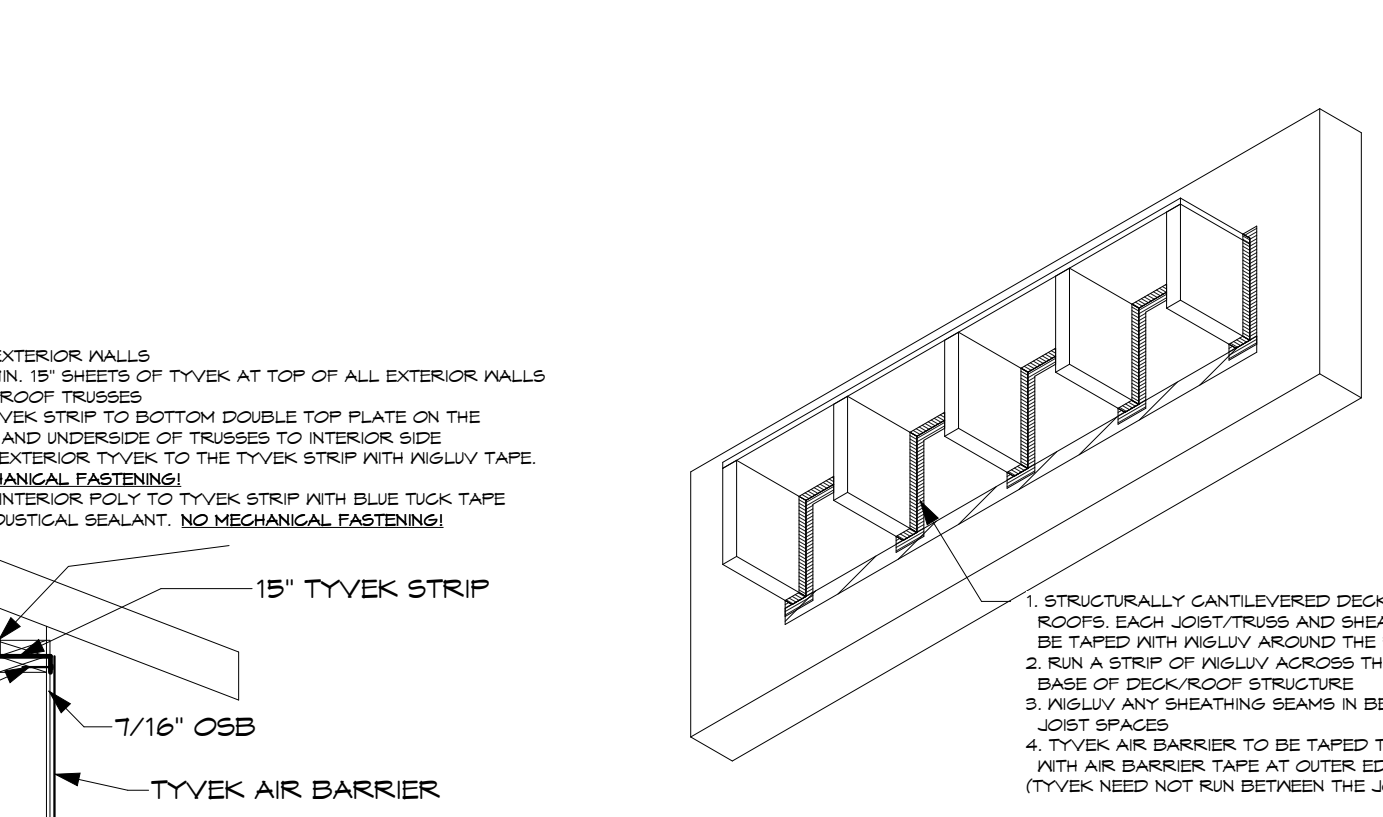 EXTERIOR WALLS
IN. 15" SHEETS OF TYVEK AT TOP OF ALL EXTERIOR WALLS
ROOF TRUSSES
VEK STRIP TO BOTTOM DOUBLE TOP PLATE ON THE
AND UNDERSIDE OF TRUSSES TO INTERIOR SIDE
EXTERIOR TYVEK TO THE TYVEK STRIP WITH WIGLUV TAPE.
HANICAL FASTENING!
INTERIOR POLY TO TYVEK STRIP WITH BLUE TUCK TAPE
OUSTICAL SEALANT. NO MECHANICAL FASTENING!
15" TYVEK STRIP
7/16" OSB
TYVEK AIR BARRIER
1. STRUCTURALLY CANTILEVERED DECK
ROOFS. EACH JOIST/TRUSS AND SHEA
BE TAPED WITH WIGLUV AROUND THE
2. RUN A STRIP OF WIGLUV ACROSS TH
BASE OF DECK/ROOF STRUCTURE
3. WIGLUV ANY SHEATHING SEAMS IN BE
JOIST SPACES
4. TYVEK AIR BARRIER TO BE TAPED T
WITH AIR BARRIER TAPE AT OUTER ED
(TYVEK NEED NOT RUN BETWEEN THE J